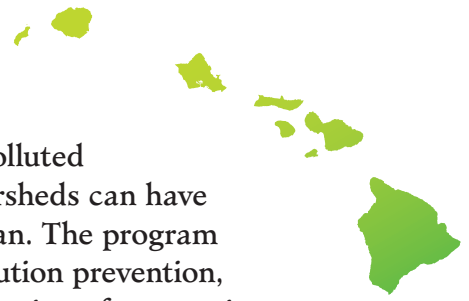 olluted
rsheds can have
an. The program
ution prevention,